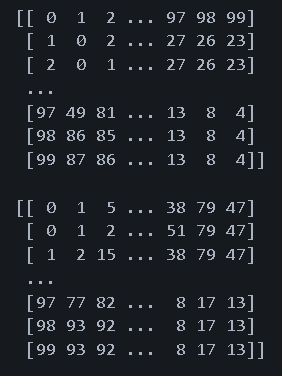 [[ 0  1  2 ... 97 98 99]
 [ 1  0  2 ... 27 26 23]
 [ 2  0  1 ... 27 26 23]
 ...
 [97 49 81 ... 13  8  4]
 [98 86 85 ... 13  8  4]
 [99 87 86 ... 13  8  4]]

[[ 0  1  5 ... 38 79 47]
 [ 0  1  2 ... 51 79 47]
 [ 1  2 15 ... 38 79 47]
 ...
 [97 77 82 ...  8 17 13]
 [98 93 92 ...  8 17 13]
 [99 93 92 ...  8 17 13]]